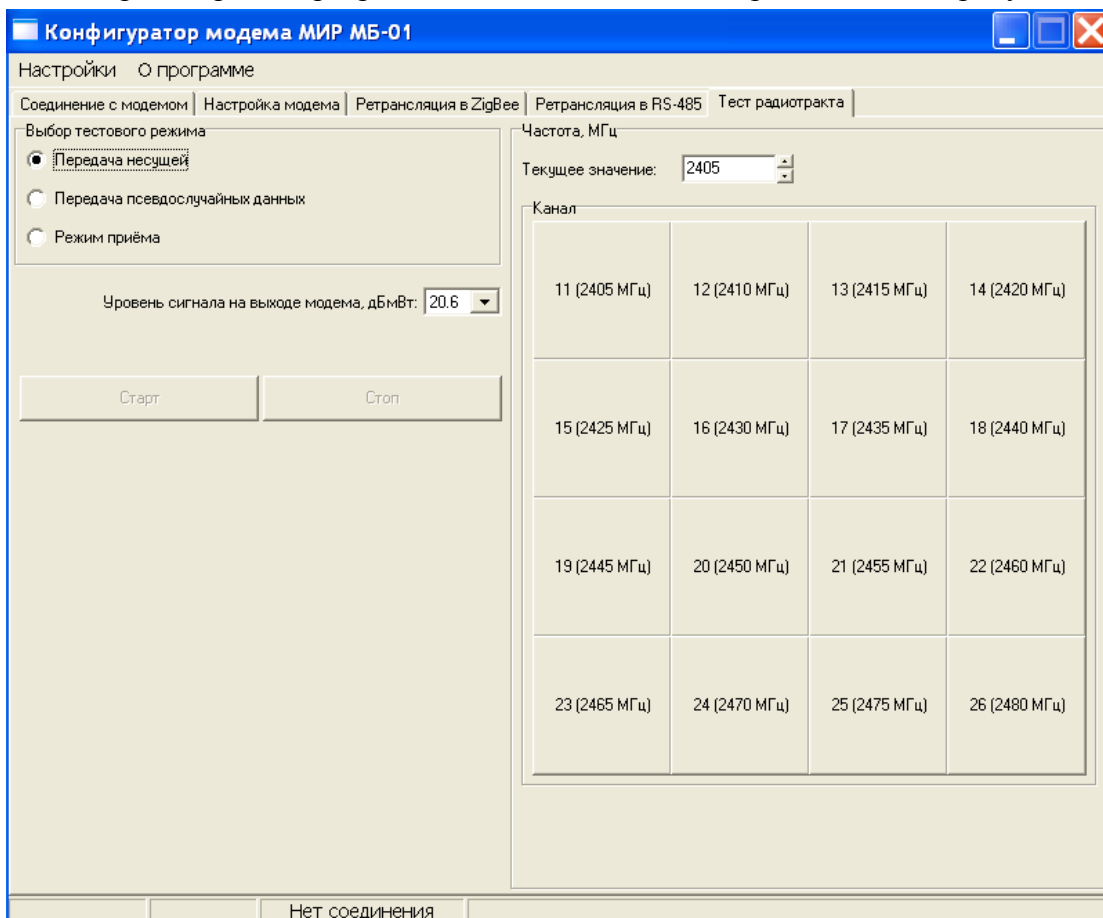 Конфигуратор модема МИР МБ-01
Настройки О программе
Соединение с модемом Настройка модема Ретрансляция в ZigBee Ретрансляция в RS-485 Тест радиотракта
Выбор тестового режима
Передача несущей
Передача псевдослучайных данных
Режим приёма
Уровень сигнала на выходе модема, дБмВт: 20.6
Старт Стоп
Частота, МГц
Текущее значение: 2405
Канал
11 (2405 МГц) 12 (2410 МГц) 13 (2415 МГц) 14 (2420 МГц)
15 (2425 МГц) 16 (2430 МГц) 17 (2435 МГц) 18 (2440 МГц)
19 (2445 МГц) 20 (2450 МГц) 21 (2455 МГц) 22 (2460 МГц)
23 (2465 МГц) 24 (2470 МГц) 25 (2475 МГц) 26 (2480 МГц)
Нет соединения